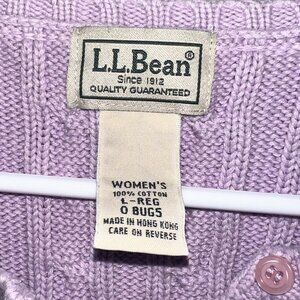 L.L.Bean®
Since 1912
QUALITY GUARANTEED
WOMEN'S
100% COTTON
L-REG
0 BUG5
MADE IN HONG KONG
CARE ON REVERSE